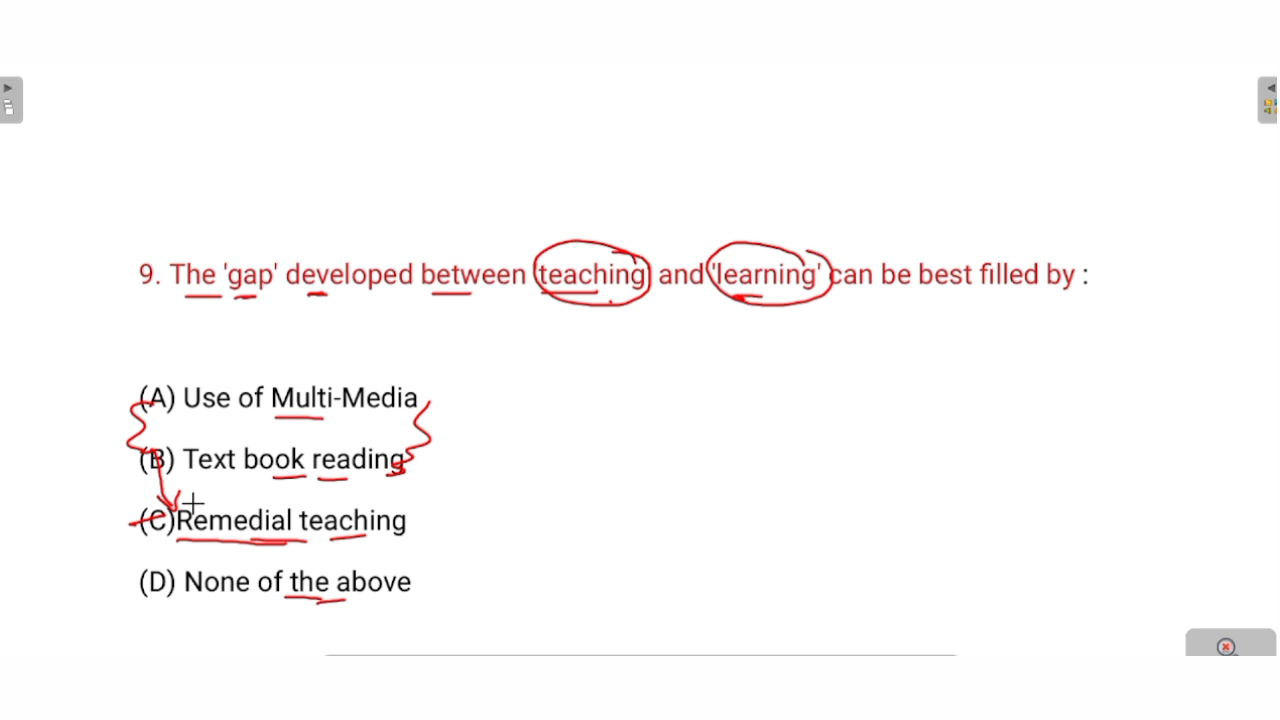 9. The 'gap' developed between teaching and 'learning' can be best filled by :
(A) Use of Multi-Media
(B) Text book reading
(C) Remedial teaching
(D) None of the above